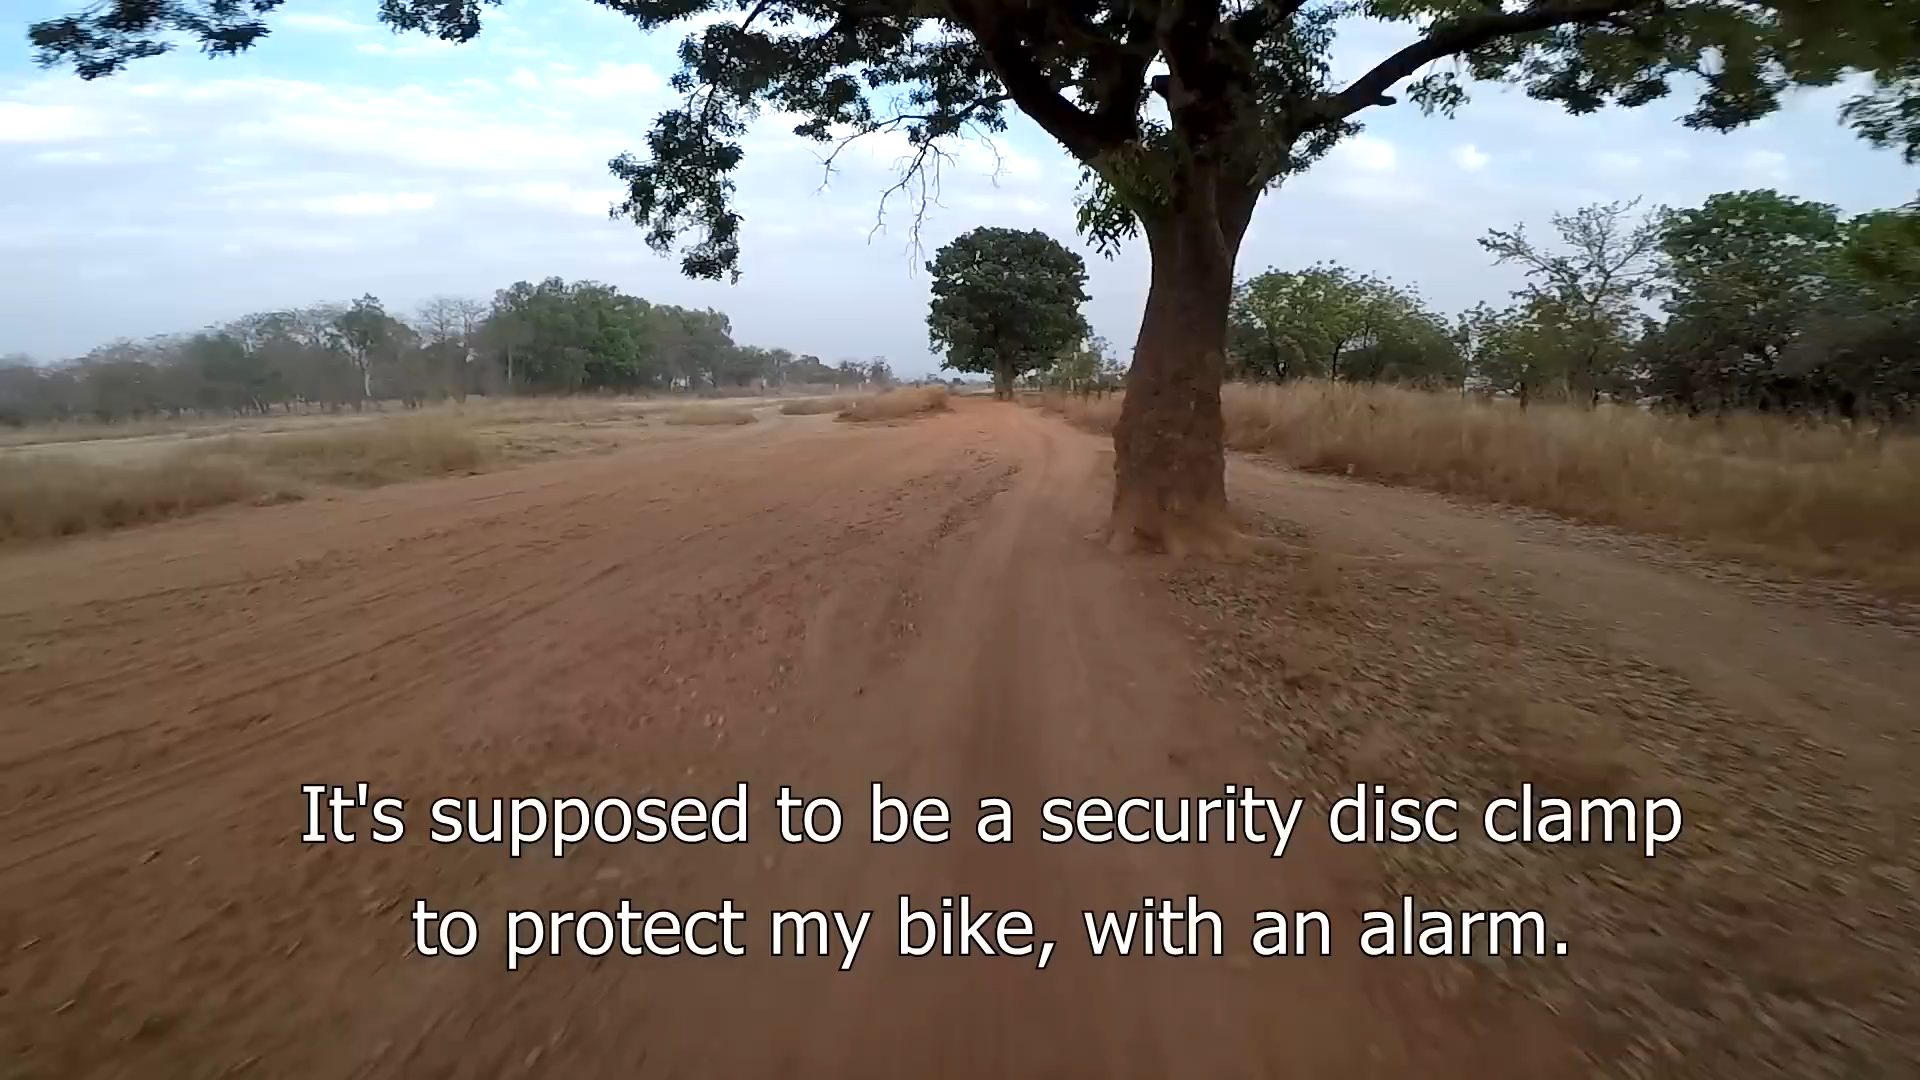 It's supposed to be a security disc clamp
to protect my bike, with an alarm.